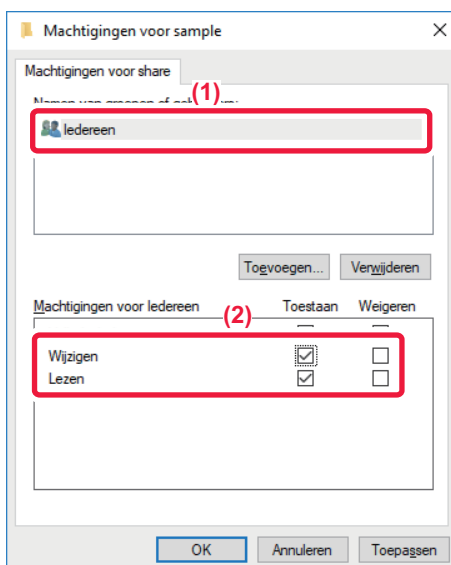 Machtigingen voor sample
Machtigingen voor share
(1)
Iedereen
Toevoegen... Verwijderen
Machtigingen voor Iedereen Toestaan Weigeren
(2)
Wijzigen
Lezen
OK Annuleren Toepassen